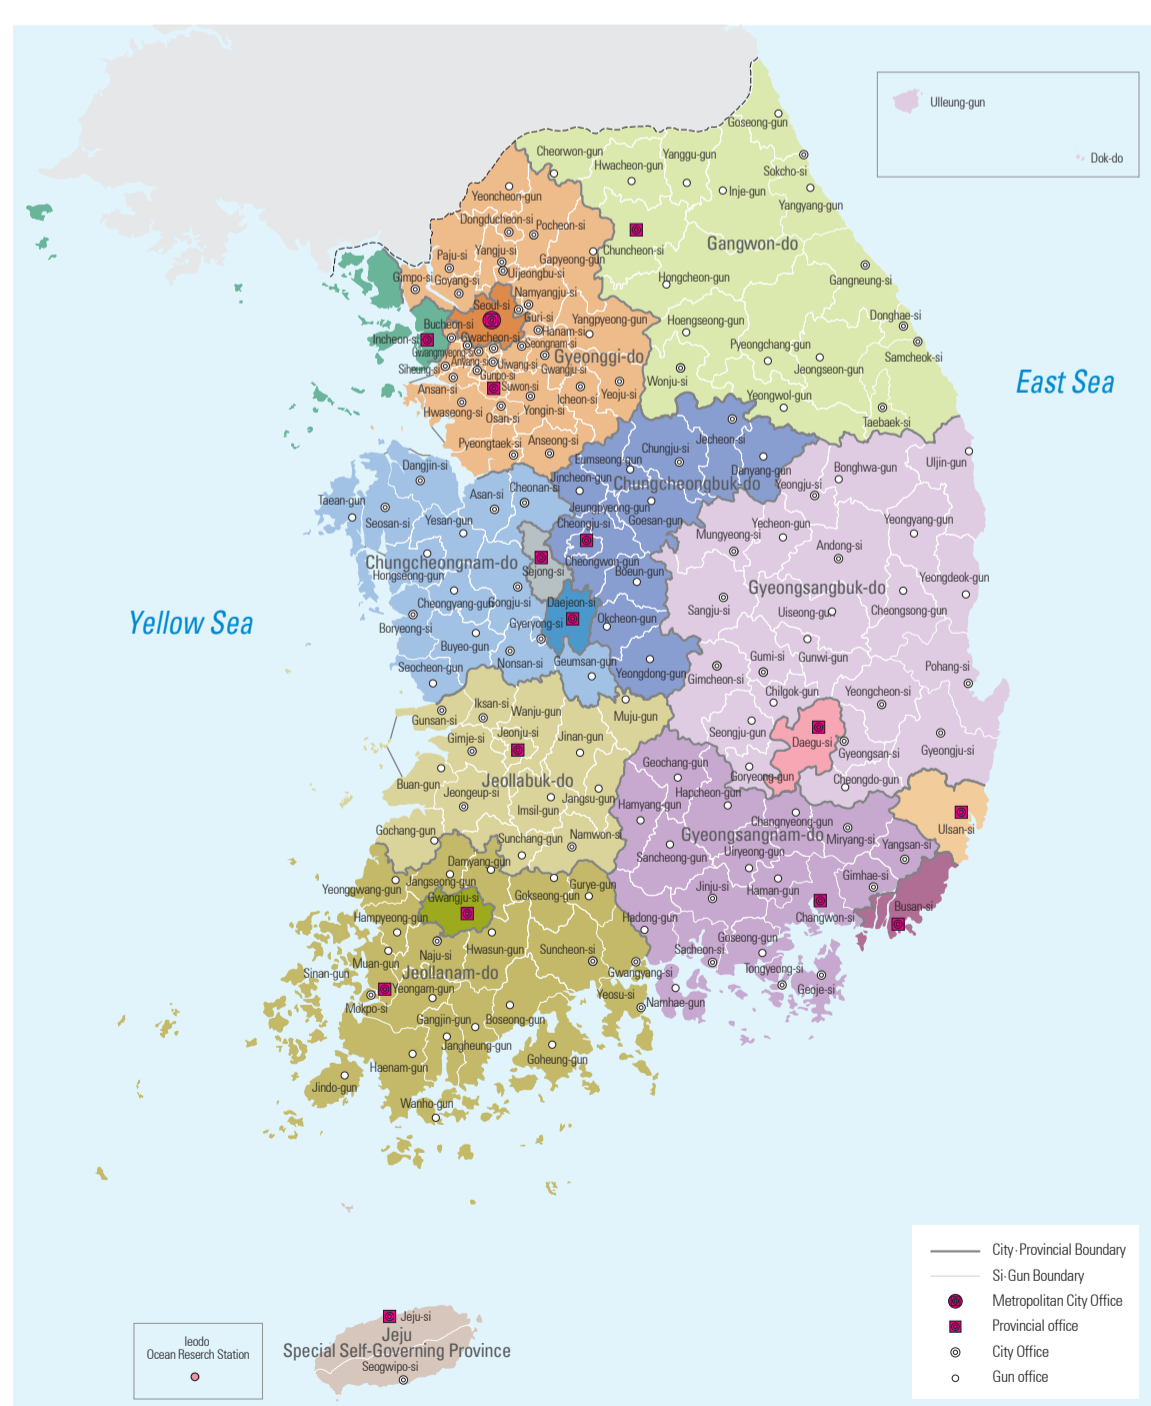 Ulleung-gun
Dok-do
Goseong-gun
Cheorwon-gun
Hwacheon-gun
Yanggu-gun
Sokcho-si
Inje-gun
Yangyang-gun
Yeoncheon-gun
Dongducheon-si
Pocheon-si
Chuncheon-si
Gangwon-do
Paju-si
Yangju-si
Gapyeong-gun
Uijeongbu-si
Gimpo-si
Goyang-si
Hongcheon-gun
Gangneung-si
Namyangju-si
Seoul-si
Guri-si
Yangpyeong-gun
Hoengseong-gun
Donghae-si
Bucheon-si
Hanam-si
Incheon-si
Gwacheon-si
Seongnam-si
Pyeongchang-gun
Gwangmyeong-si
Gyeonggi-do
Samcheok-si
Siheung-si
Anyang-si
Uiwang-si
Gwangju-si
Jeongseon-gun
Gunpo-si
Wonju-si
East Sea
Ansan-si
Suwon-si
Icheon-si
Yeoju-si
Yeongwol-gun
Hwaseong-si
Osan-si
Yongin-si
Taebaek-si
Pyeongtaek-si
Anseong-si
Jecheon-si
Chungju-si
Dangjin-si
Eumseong-gun
Danyang-gun
Bonghwa-gun
Uljin-gun
Jincheon-gun
Chungcheongbuk-do
Yeongju-si
Cheonan-si
Asan-si
Taean-gun
Jeungpyeong-gun
Seosan-si
Yesan-gun
Cheongju-si
Goesan-gun
Yecheon-gun
Yeongyang-gun
Mungyeong-si
Andong-si
Chungcheongnam-do
Cheongwon-gun
Hongseong-gun
Sejong-si
Boeun-gun
Yeongdeok-gun
Gyeongsangbuk-do
Cheongyang-gun
Gongju-si
Daejeon-si
Sangju-si
Uiseong-gun
Cheongsong-gun
Yellow Sea
Boryeong-si
Gyeryong-si
Okcheon-gun
Buyeo-gun
Nonsan-si
Geumsan-gun
Gumi-si
Gunwi-gun
Seocheon-gun
Yeongdong-gun
Gimcheon-si
Pohang-si
Chilgok-gun
Yeongcheon-si
Iksan-si
Wanju-gun
Muju-gun
Gunsan-si
Jeonju-si
Seongju-gun
Gimje-si
Jinan-gun
Daegu-si
Gyeongsan-si
Gyeongju-si
Geochang-gun
Goryeong-gun
Cheongdo-gun
Buan-gun
Jeollabuk-do
Jeongeup-si
Jangsu-gun
Hapcheon-gun
Imsil-gun
Hamyang-gun
Changnyeong-gun
Ulsan-si
Gochang-gun
Sunchang-gun
Namwon-si
Gyeongsangnam-do
Miryang-si
Yangsan-si
Damyang-gun
Sancheong-gun
Uiryeong-gun
Jangseong-gun
Gimhae-si
Yeonggwang-gun
Gurye-gun
Jinju-si
Haman-gun
Gwangju-si
Gokseong-gun
Busan-si
Hampyeong-gun
Hadong-gun
Changwon-si
Goseong-gun
Naju-si
Hwasun-gun
Suncheon-si
Sacheon-si
Muan-gun
Sinan-gun
Jeollanam-do
Gwangyang-si
Tongyeong-si
Yeongam-gun
Yeosu-si
Namhae-gun
Geoje-si
Mokpo-si
Gangjin-gun
Boseong-gun
Jangheung-gun
Goheung-gun
Haenam-gun
Jindo-gun
Wanho-gun
City·Provincial Boundary
Si·Gun Boundary
Metropolitan City Office
Provincial office
City Office
Gun office
Jeju-si
Jeju
Special Self-Governing Province
Seogwipo-si
Ieodo
Ocean Reserch Station